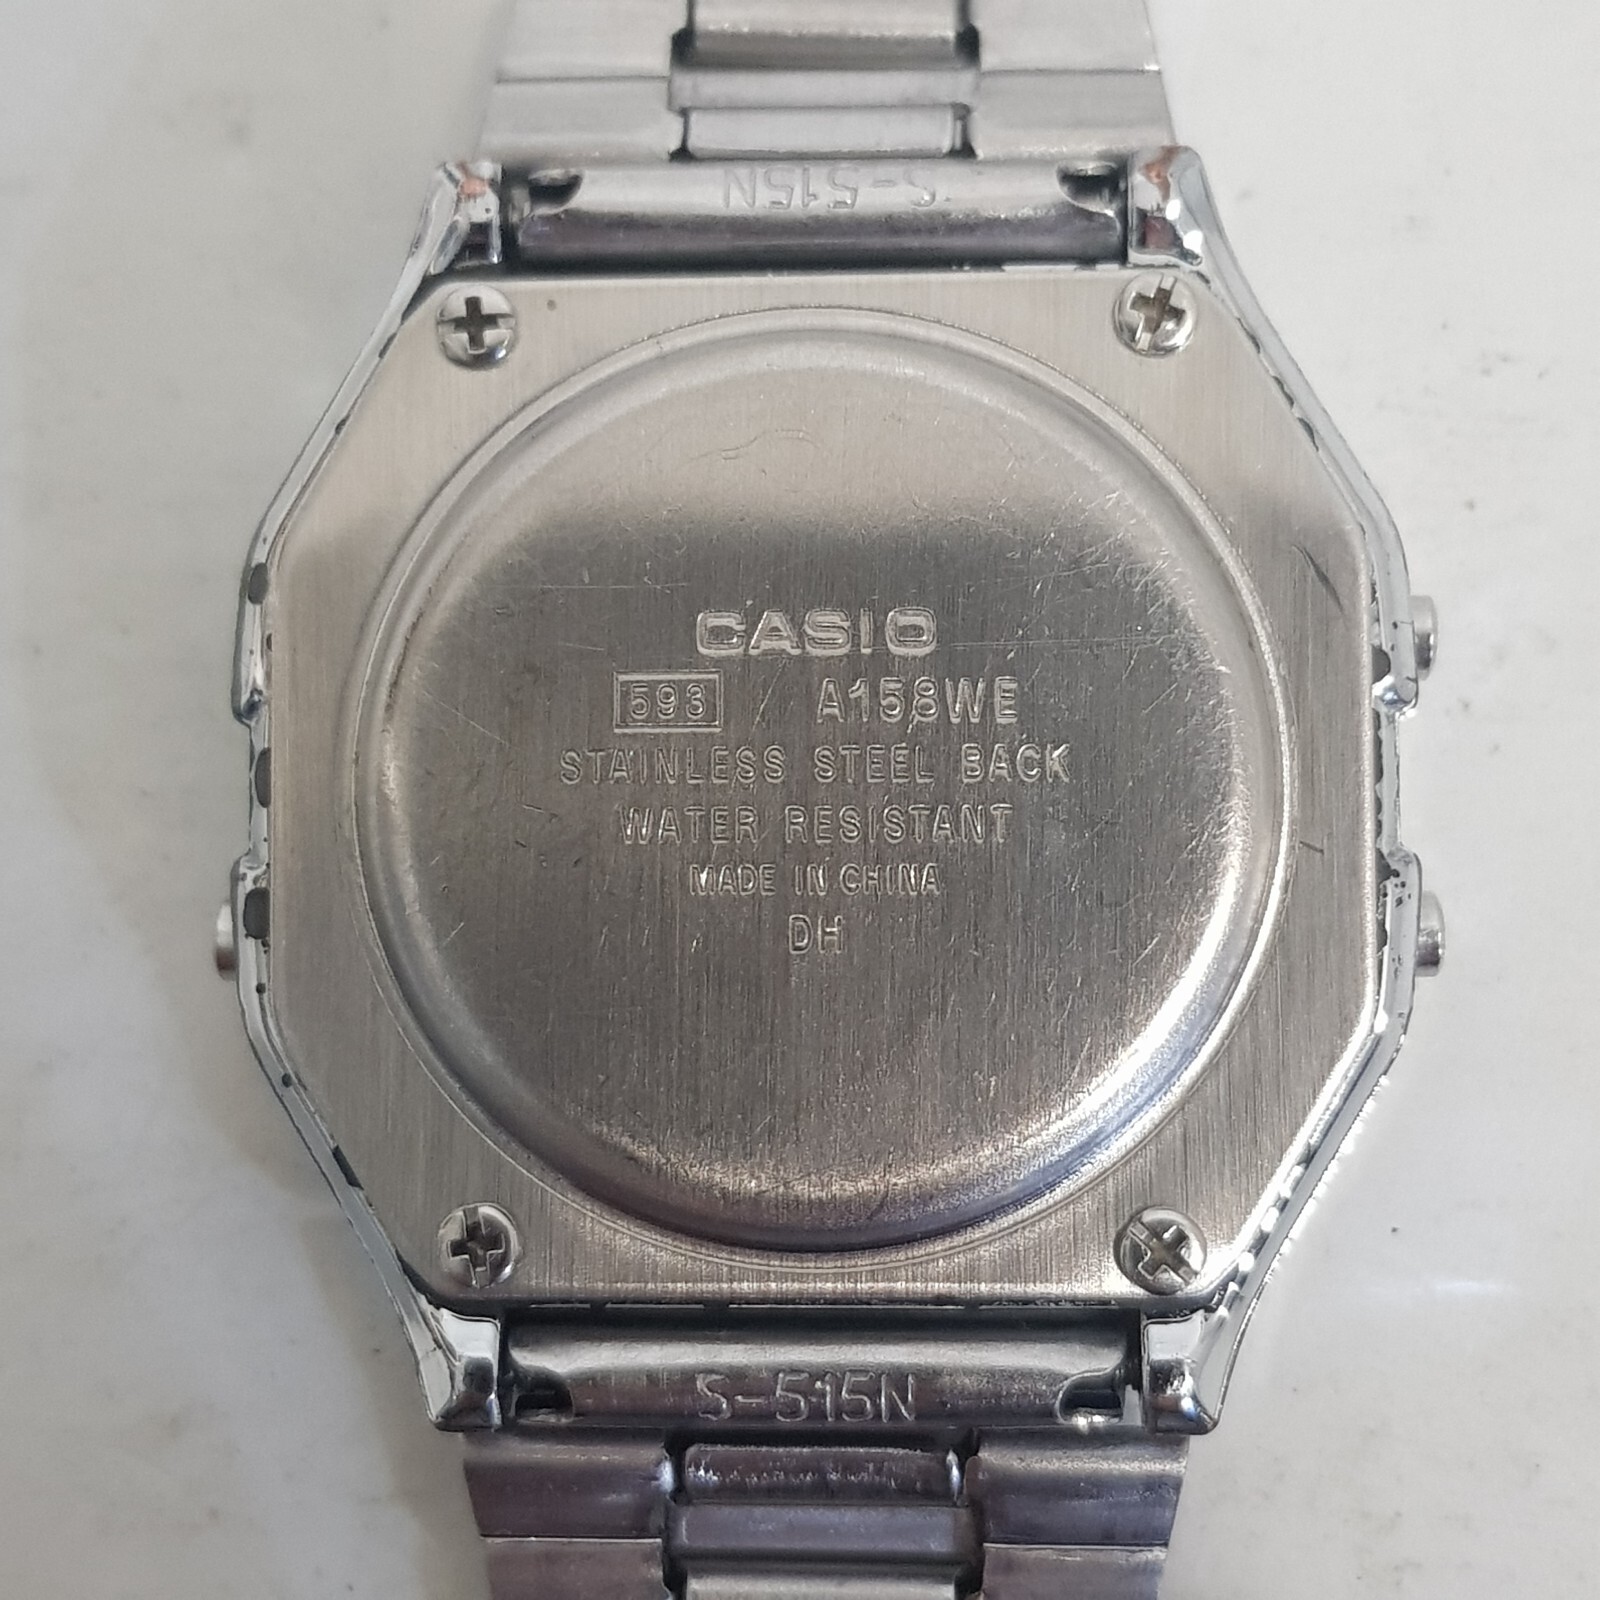 S-515N
CASIO
593 A158WE
STAINLESS STEEL BACK
WATER RESISTANT
MADE IN CHINA
DH
S-515N